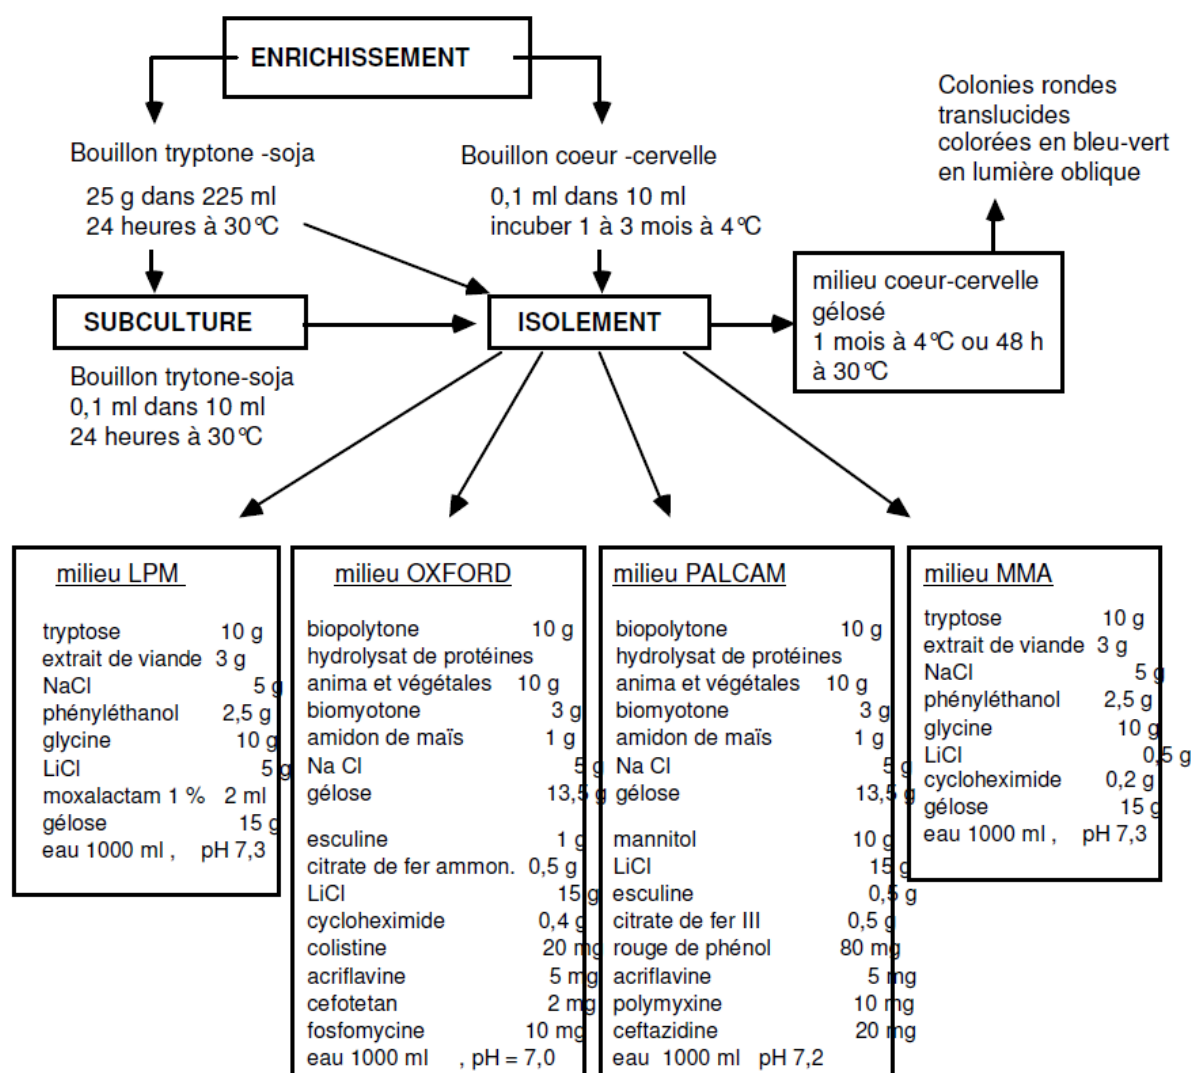 ENRICHISSEMENT
Colonies rondes
translucides
colorées en bleu-vert
en lumière oblique
Bouillon tryptone -soja
25 g dans 225 ml
24 heures à 30°C
Bouillon coeur -cervelle
0,1 ml dans 10 ml
incuber 1 à 3 mois à 4°C
SUBCULTURE
Bouillon trytone-soja
0,1 ml dans 10 ml
24 heures à 30°C
ISOLEMENT
milieu coeur-cervelle
gélosé
1 mois à 4°C ou 48 h
à 30°C
milieu LPM
tryptose 10 g
extrait de viande 3 g
NaCl 5 g
phényléthanol 2,5 g
glycine 10 g
LiCl 5 g
moxalactam 1 % 2 ml
gélose 15 g
eau 1000 ml , pH 7,3
milieu OXFORD
biopolytone 10 g
hydrolysat de protéines
anima et végétales 10 g
biomyotone 3 g
amidon de maïs 1 g
Na Cl 5 g
gélose 13,5 g
esculine 1 g
citrate de fer ammon. 0,5 g
LiCl 15 g
cycloheximide 0,4 g
colistine 20 mg
acriflavine 5 mg
cefotetan 2 mg
fosfomycine 10 mg
eau 1000 ml , pH = 7,0
milieu PALCAM
biopolytone 10 g
hydrolysat de protéines
anima et végétales 10 g
biomyotone 3 g
amidon de maïs 1 g
Na Cl 5 g
gélose 13,5 g
mannitol 10 g
LiCl 15 g
esculine 0,5 g
citrate de fer III 0,5 g
rouge de phénol 80 mg
acriflavine 5 mg
polymyxine 10 mg
ceftazidine 20 mg
eau 1000 ml pH 7,2
milieu MMA
tryptose 10 g
extrait de viande 3 g
NaCl 5 g
phényléthanol 2,5 g
glycine 10 g
LiCl 0,5 g
cycloheximide 0,2 g
gélose 15 g
eau 1000 ml , pH 7,3